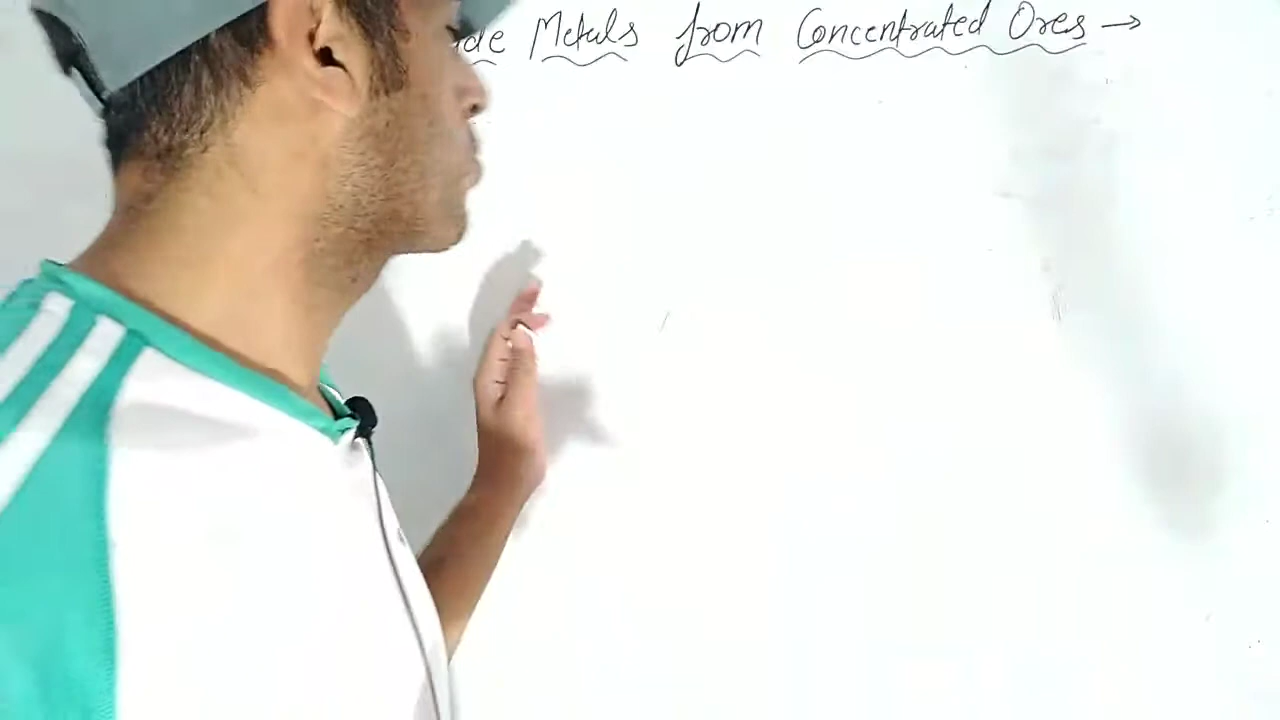 Metals from Concentrated Ores →